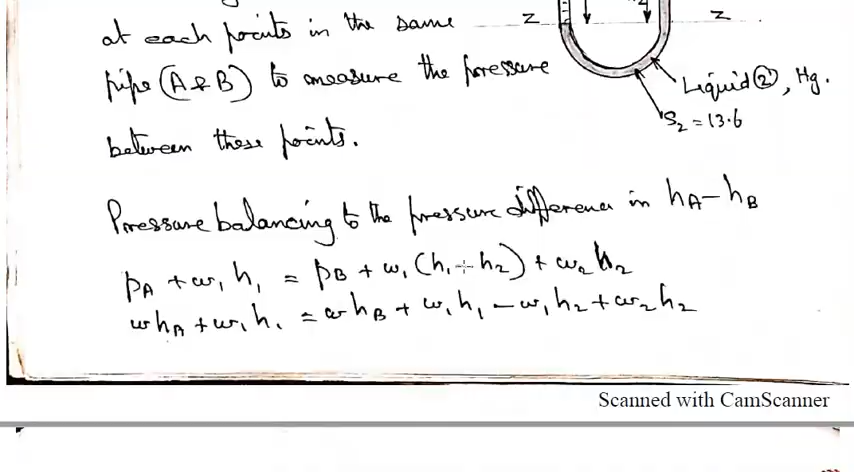 at each points in the same
Z Z
pipe (A & B) to measure the pressure
Liquid ②, Hg.
S₂ = 13.6
between these points.
Pressure balancing to the pressure difference in hA - hB
pA + w₁ h₁ = pB + w₁ (h₁ - h₂) + w₂ h₂
w hA + w₁ h₁ = w hB + w₁ h₁ - w₁ h₂ + w₂ h₂
Scanned with CamScanner